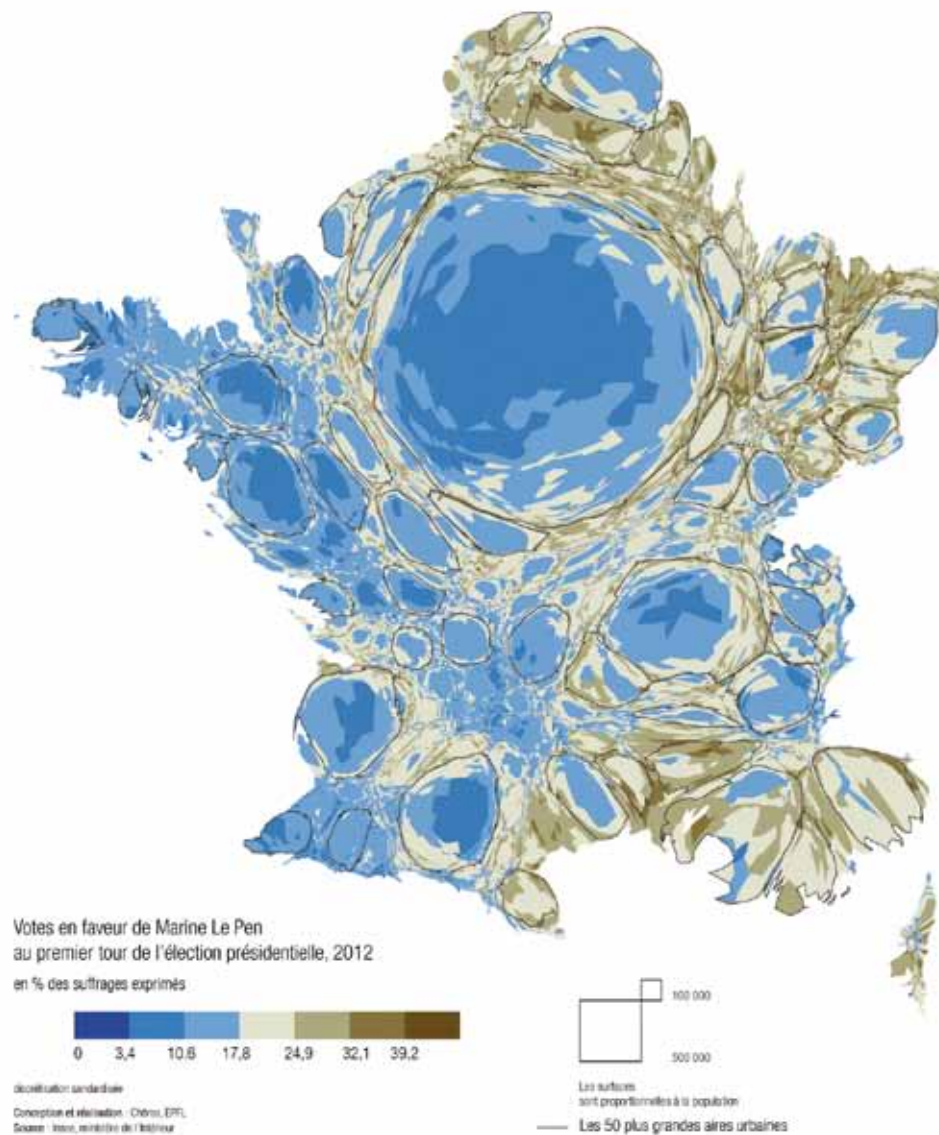 Votes en faveur de Marine Le Pen
au premier tour de l'élection présidentielle, 2012
en % des suffrages exprimés
0 3,4 10,6 17,8 24,9 32,1 39,2
discrétisation standardisée
Conception et réalisation : Chôros, EPFL
Source : Insee, ministère de l'Intérieur
100 000
500 000
Les surfaces
sont proportionnelles à la population
Les 50 plus grandes aires urbaines